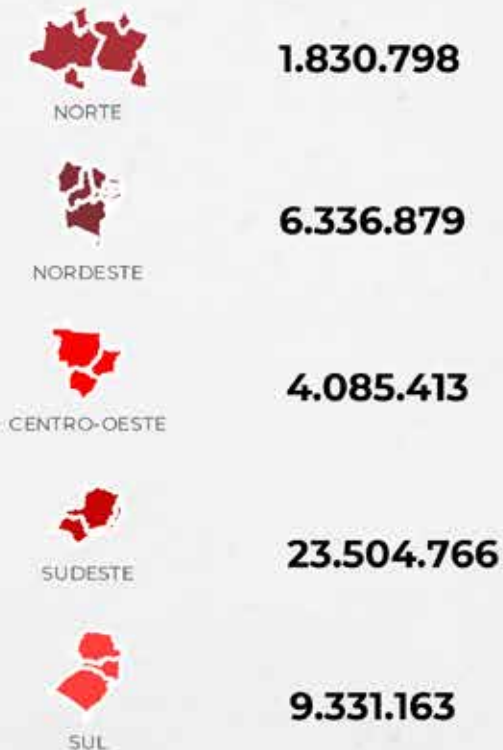 1.830.798
NORTE
6.336.879
NORDESTE
4.085.413
CENTRO-OESTE
23.504.766
SUDESTE
9.331.163
SUL